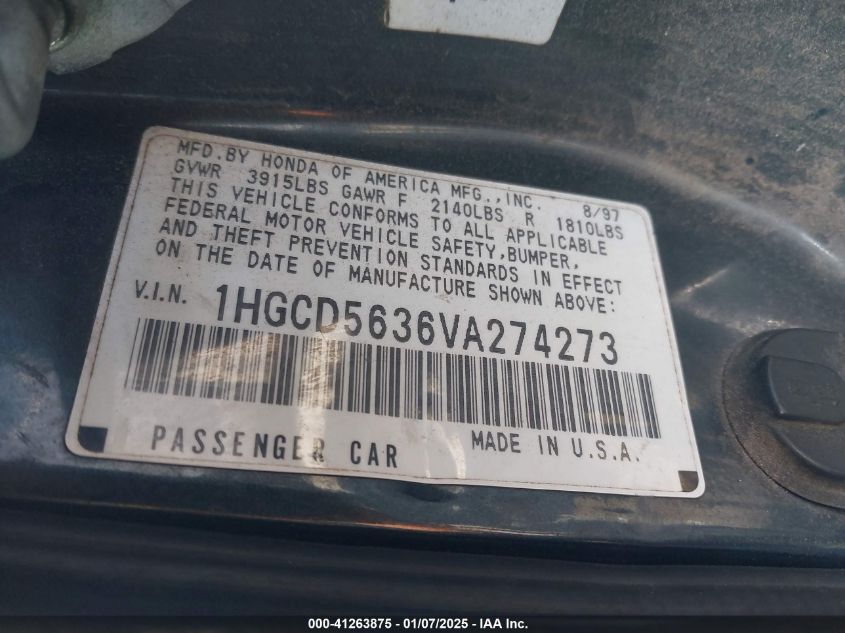 MFD.BY HONDA OF AMERICA MFG.,INC. 8/97
GVWR 3915LBS GAWR F 2140LBS R 1810LBS
THIS VEHICLE CONFORMS TO ALL APPLICABLE
FEDERAL MOTOR VEHICLE SAFETY,BUMPER,
AND THEFT PREVENTION STANDARDS IN EFFECT
ON THE DATE OF MANUFACTURE SHOWN ABOVE:
V.I.N. 1HGCD5636VA274273
PASSENGER CAR MADE IN U.S.A.
000-41263875 - 01/07/2025 - IAA Inc.